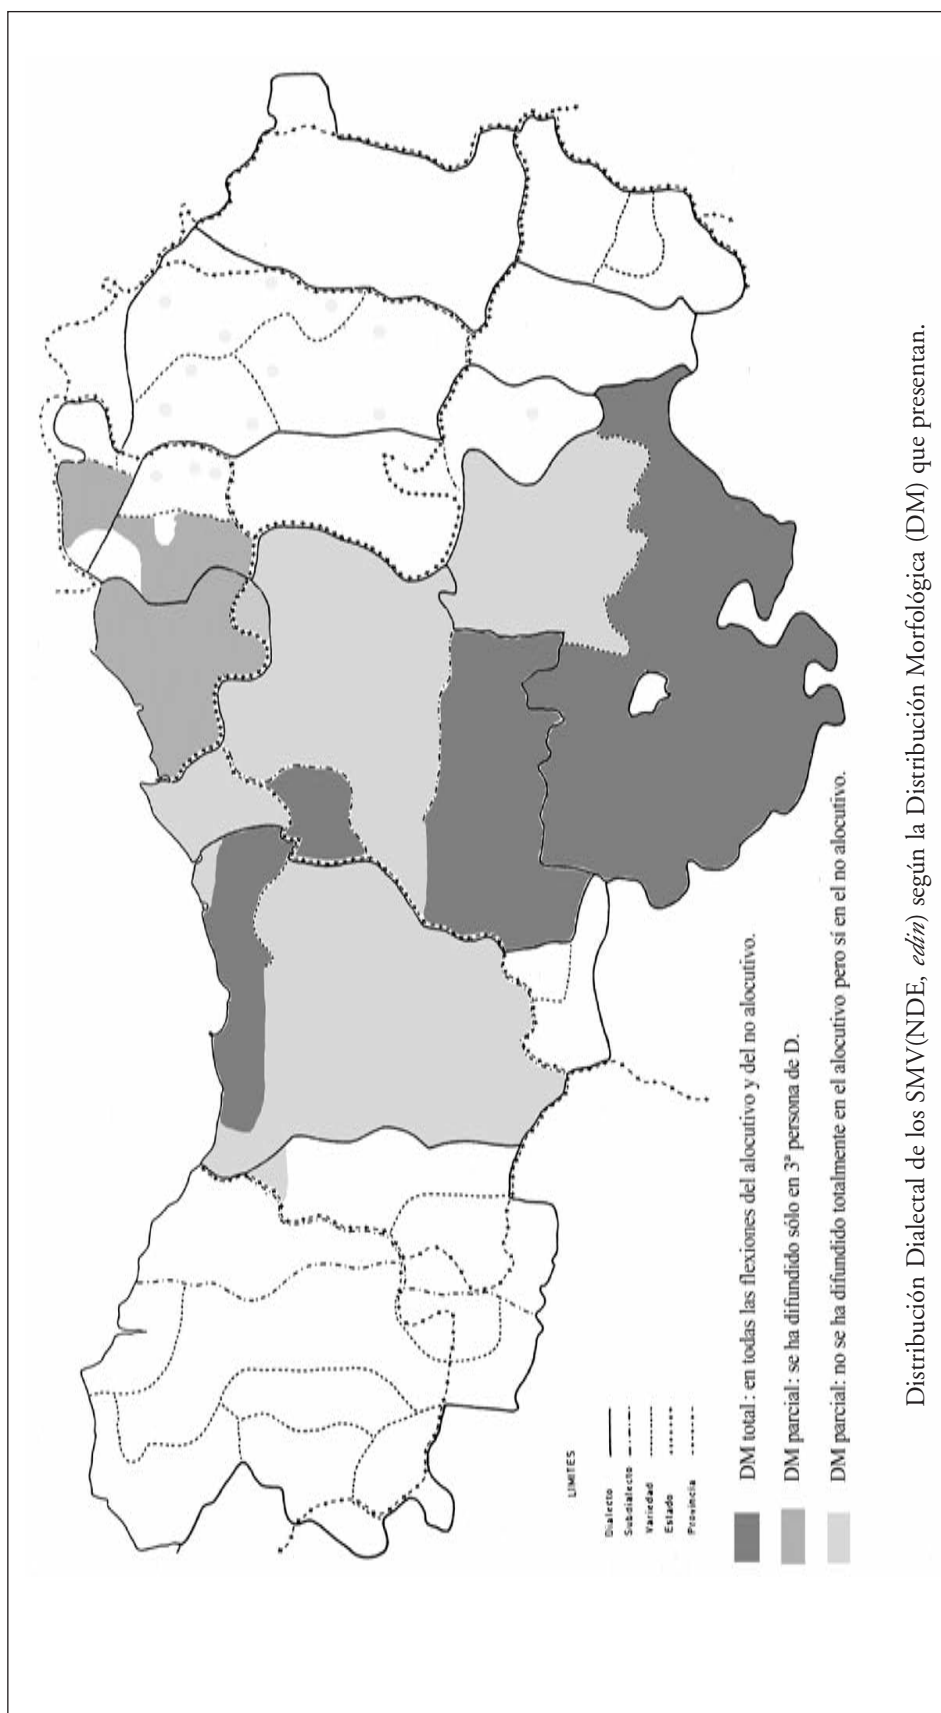 LIMITES
Dialecto
Subdialecto
Variedad
Estado
Provincia
DM total : en todas las flexiones del alocutivo y del no alocutivo.
DM parcial : se ha difundido sólo en 3ª persona de D.
DM parcial: no se ha difundido totalmente en el alocutivo pero sí en el no alocutivo.
Distribución Dialectal de los SMV(NDE, edin) según la Distribución Morfológica (DM) que presentan.